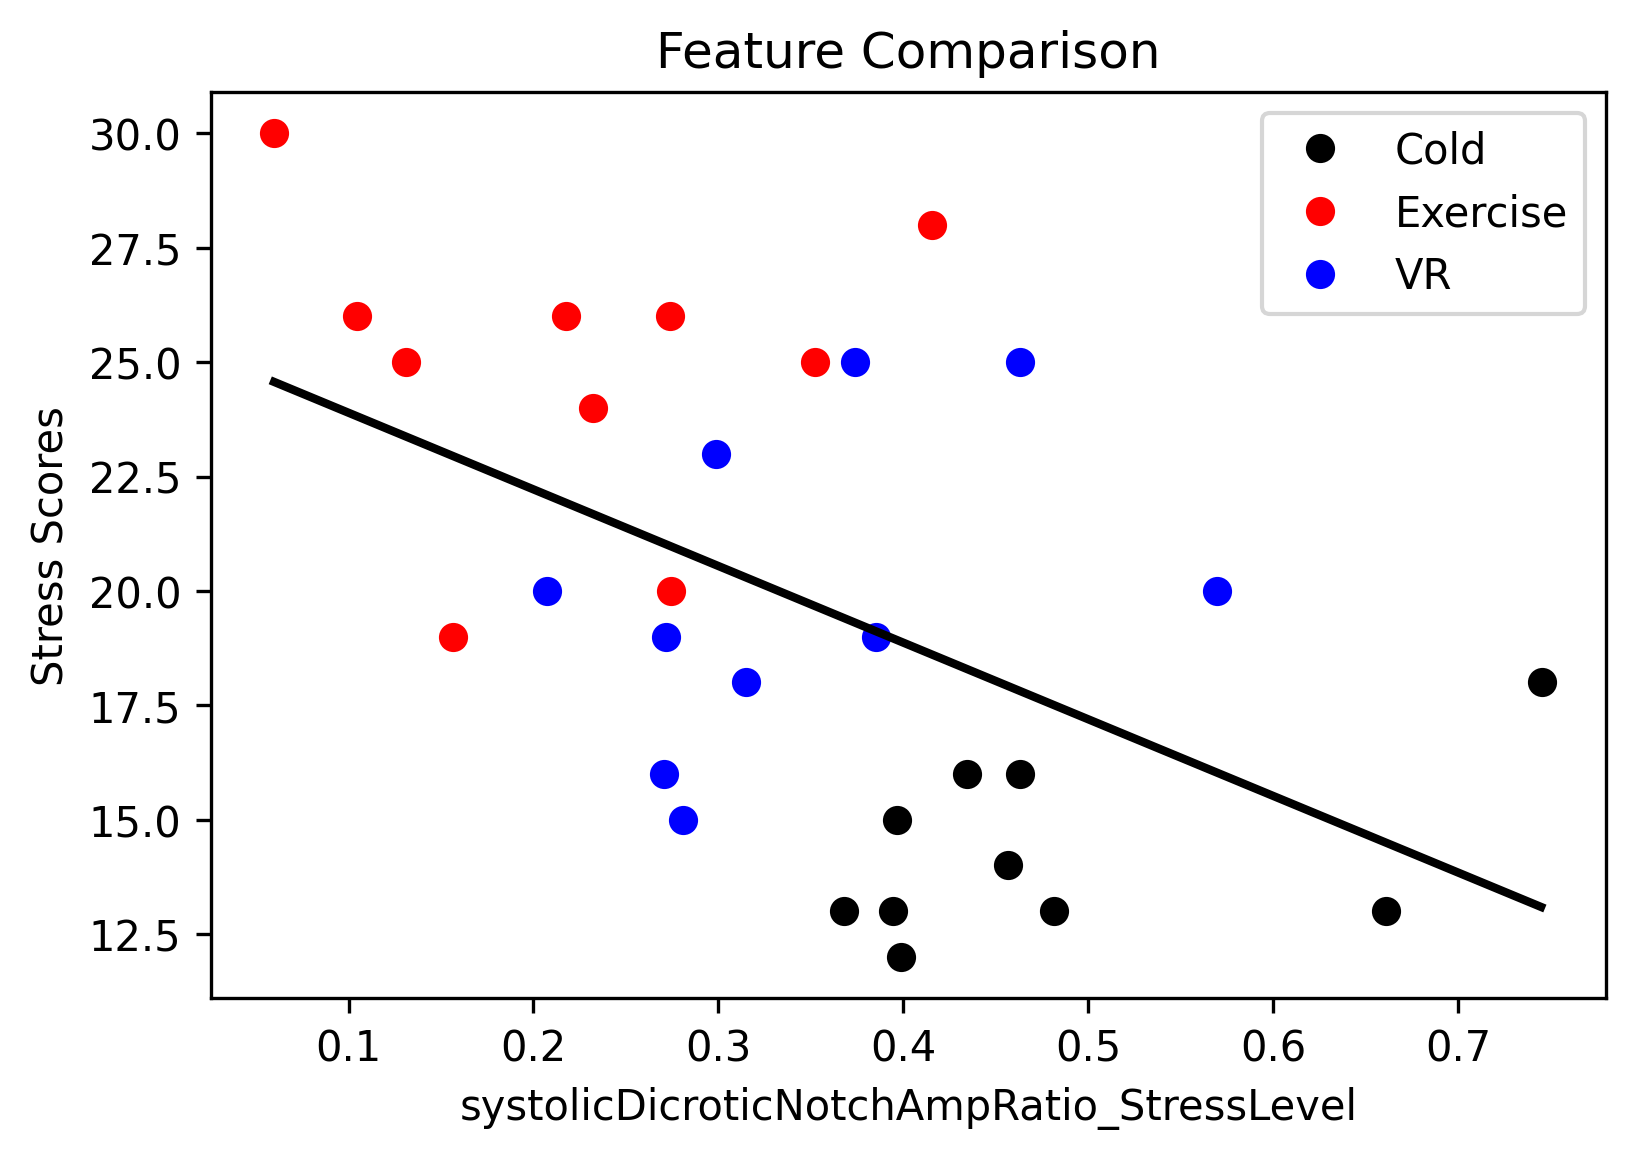 Feature Comparison
30.0
27.5
25.0
22.5
20.0
17.5
15.0
12.5
Stress Scores
Cold
Exercise
VR
0.1 0.2 0.3 0.4 0.5 0.6 0.7
systolicDicroticNotchAmpRatio_StressLevel